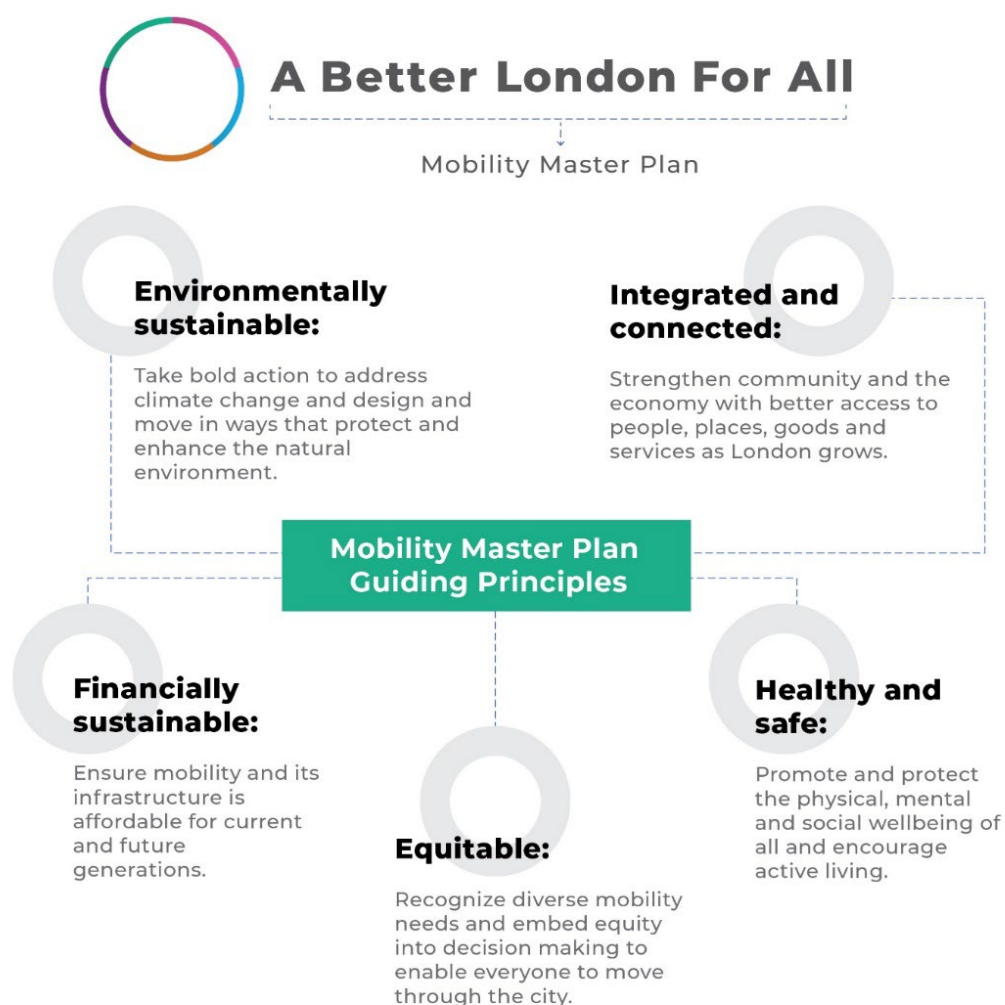 A Better London For All
Mobility Master Plan
Environmentally
sustainable:
Take bold action to address
climate change and design and
move in ways that protect and
enhance the natural
environment.
Integrated and
connected:
Strengthen community and the
economy with better access to
people, places, goods and
services as London grows.
Mobility Master Plan
Guiding Principles
Financially
sustainable:
Ensure mobility and its
infrastructure is
affordable for current
and future
generations.
Equitable:
Recognize diverse mobility
needs and embed equity
into decision making to
enable everyone to move
through the city.
Healthy and
safe:
Promote and protect
the physical, mental
and social wellbeing of
all and encourage
active living.